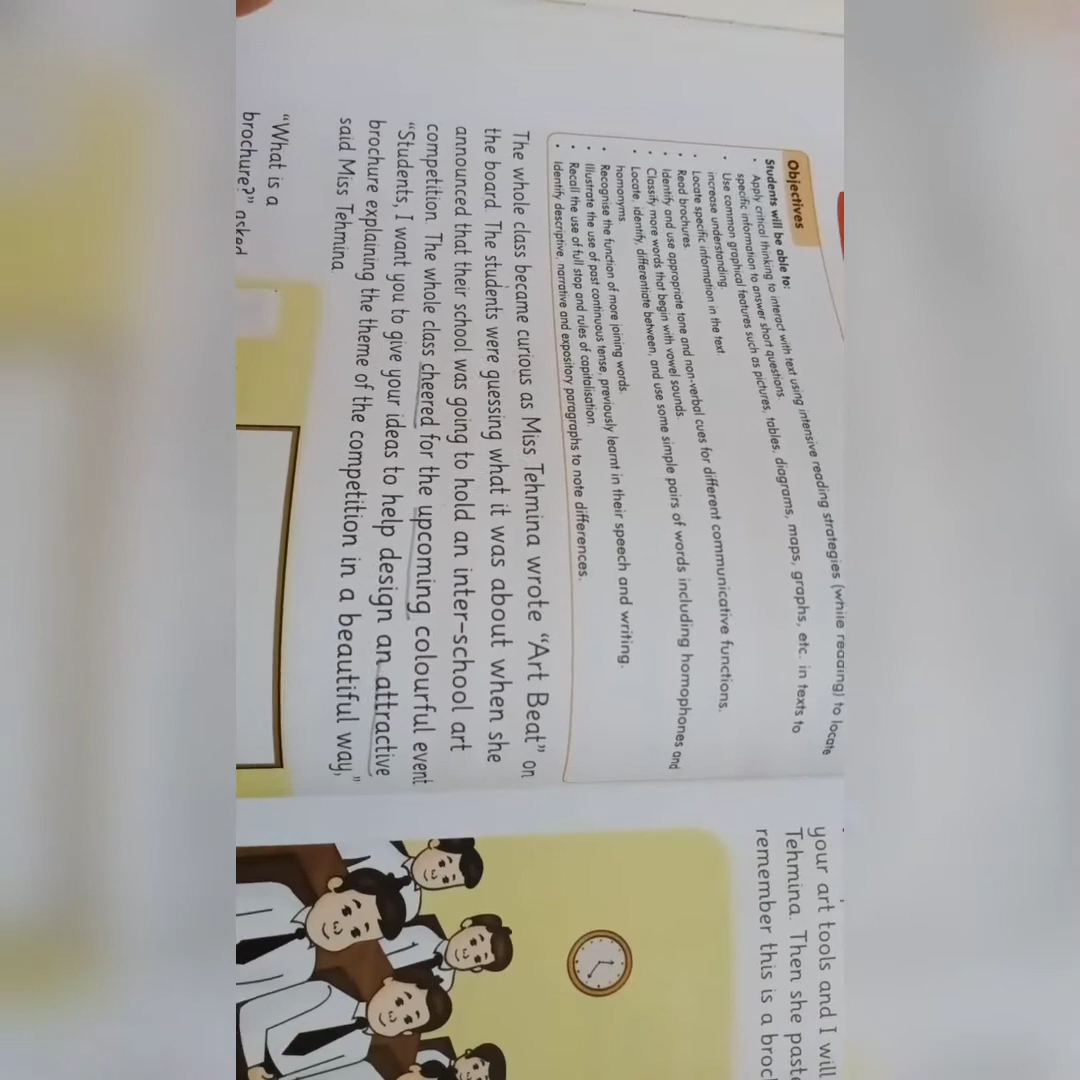 Objectives
Students will be able to:
• Apply critical thinking to interact with text using intensive reading strategies (while reading) to locate
specific information to answer short questions.
• Use common graphical features such as pictures, tables, diagrams, maps, graphs, etc. in texts to
increase understanding.
• Locate specific information in the text.
• Read brochures.
• Identify and use appropriate tone and non-verbal cues for different communicative functions.
• Classify more words that begin with vowel sounds.
• Locate, identify, differentiate between, and use some simple pairs of words including homophones and
homonyms.
• Recognise the function of more joining words.
• Illustrate the use of past continuous tense, previously learnt in their speech and writing.
• Recall the use of full stop and rules of capitalisation.
• Identify descriptive, narrative and expository paragraphs to note differences.
The whole class became curious as Miss Tehmina wrote “Art Beat” on
the board. The students were guessing what it was about when she
announced that their school was going to hold an inter-school art
competition. The whole class cheered for the upcoming colourful event
“Students, I want you to give your ideas to help design an attractive
brochure explaining the theme of the competition in a beautiful way,”
said Miss Tehmina.
“What is a
brochure?” asked
your art tools and I will
Tehmina. Then she
remember this is a